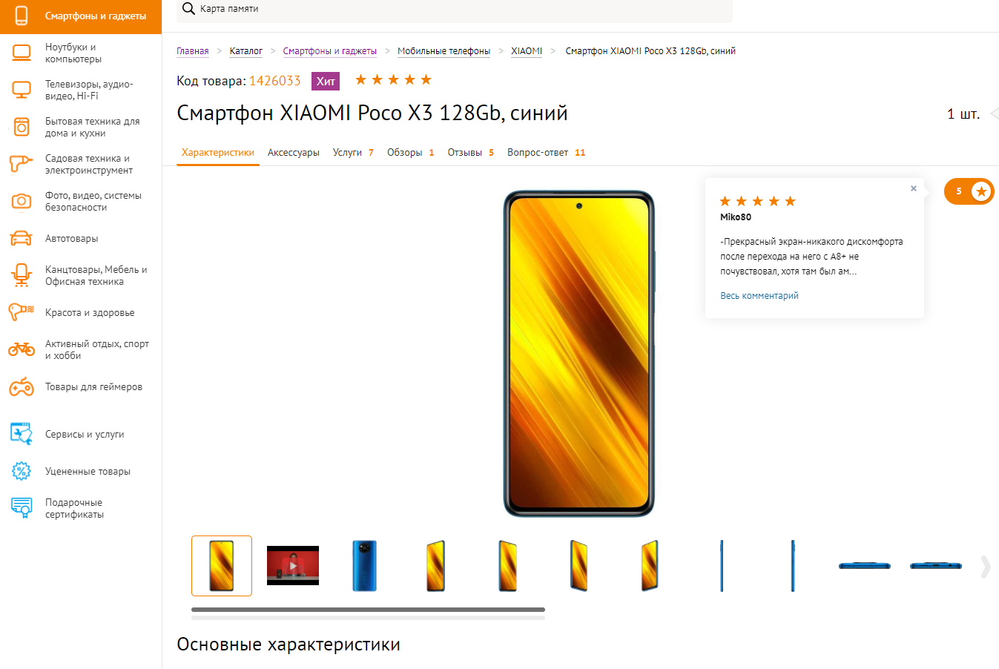 Смартфоны и гаджеты
Ноутбуки и
компьютеры
Телевизоры, аудио-
видео, Hi-Fi
Бытовая техника для
дома и кухни
Садовая техника и
электроинструмент
Фото, видео, системы
безопасности
Автотовары
Канцтовары, Мебель и
Офисная техника
Красота и здоровье
Активный отдых, спорт
и хобби
Товары для геймеров
Сервисы и услуги
Уцененные товары
Подарочные
сертификаты
Карта памяти
Главная > Каталог > Смартфоны и гаджеты > Мобильные телефоны > XIAOMI > Смартфон XIAOMI Poco X3 128Gb, синий
Код товара: 1426033 Хит
Смартфон XIAOMI Poco X3 128Gb, синий
1 шт.
Характеристики Аксессуары Услуги 7 Обзоры 1 Отзывы 5 Вопрос-ответ 11
×
5
Miko80
-Прекрасный экран-никакого дискомфорта
после перехода на него с А8+ не
почувствовал, хотя там был ам...
Весь комментарий
Основные характеристики